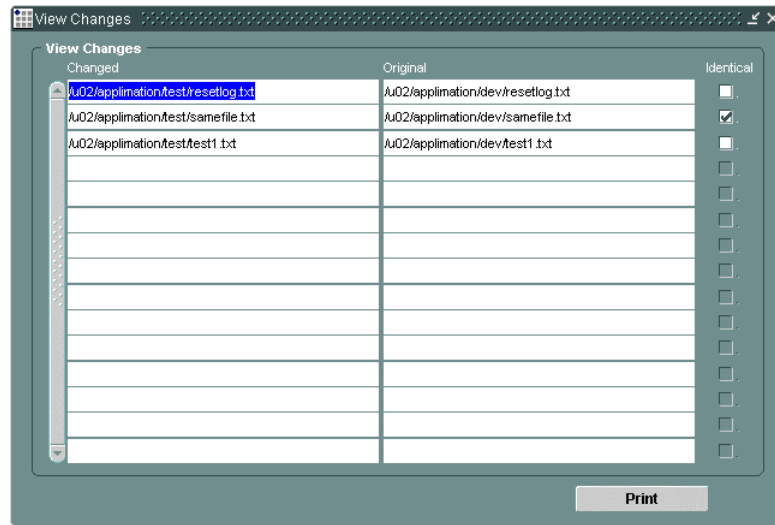 View Changes
View Changes
Changed Original Identical
/u02/applimation/test/resetlog.txt /u02/applimation/dev/resetlog.txt
/u02/applimation/test/samefile.txt /u02/applimation/dev/samefile.txt
/u02/applimation/test/test1.txt /u02/applimation/dev/test1.txt
Print